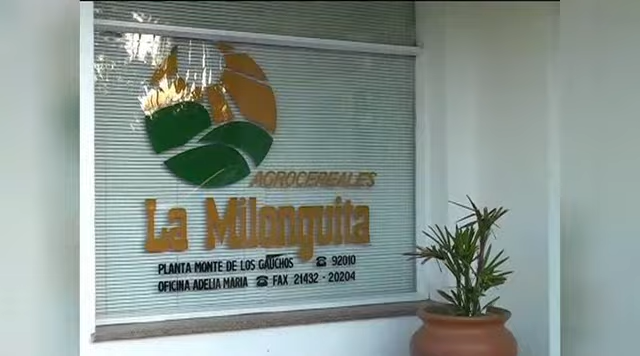 AGROCEREALES
La Milonguita
PLANTA MONTE DE LOS GAUCHOS ☎ 92010
OFICINA ADELIA MARIA ☎ FAX 21432 - 20204